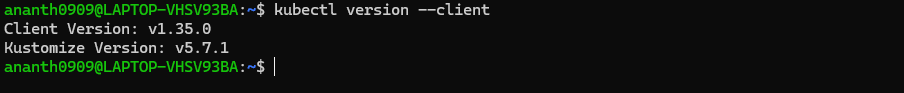 ananth0909@LAPTOP-VHSV93BA:~$ kubectl version --client
Client Version: v1.35.0
Kustomize Version: v5.7.1
ananth0909@LAPTOP-VHSV93BA:~$